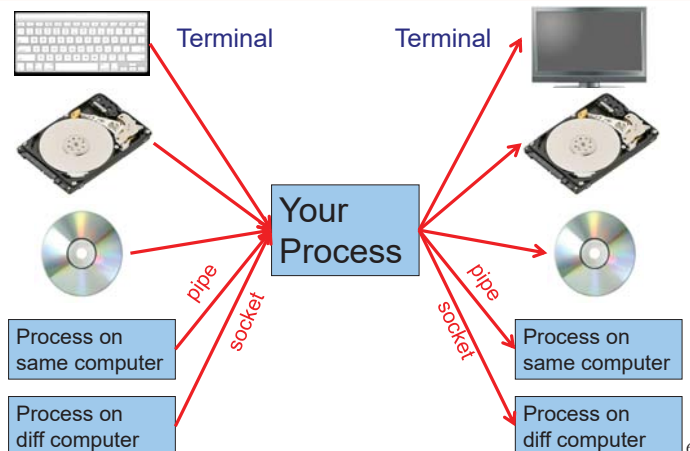 Terminal
Terminal
Your
Process
pipe
socket
pipe
socket
Process on
same computer
Process on
same computer
Process on
diff computer
Process on
diff computer